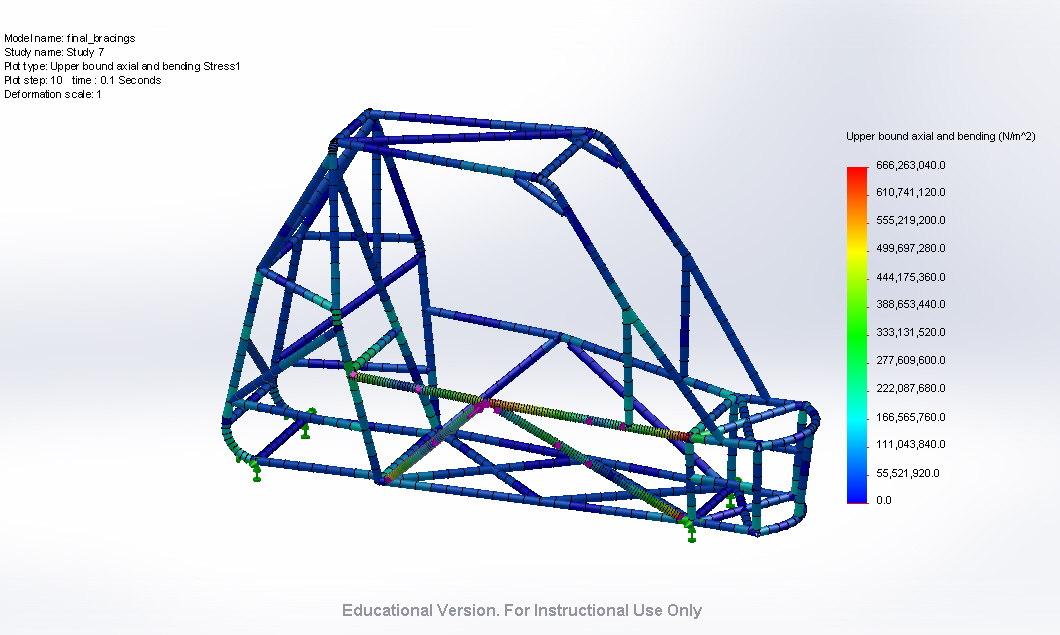 Model name: final_bracings
Study name: Study 7
Plot type: Upper bound axial and bending Stress1
Plot step: 10 time : 0.1 Seconds
Deformation scale: 1
Upper bound axial and bending (N/m^2)
666,263,040.0
610,741,120.0
555,219,200.0
499,697,280.0
444,175,360.0
388,653,440.0
333,131,520.0
277,609,600.0
222,087,680.0
166,565,760.0
111,043,840.0
55,521,920.0
0.0
Educational Version. For Instructional Use Only